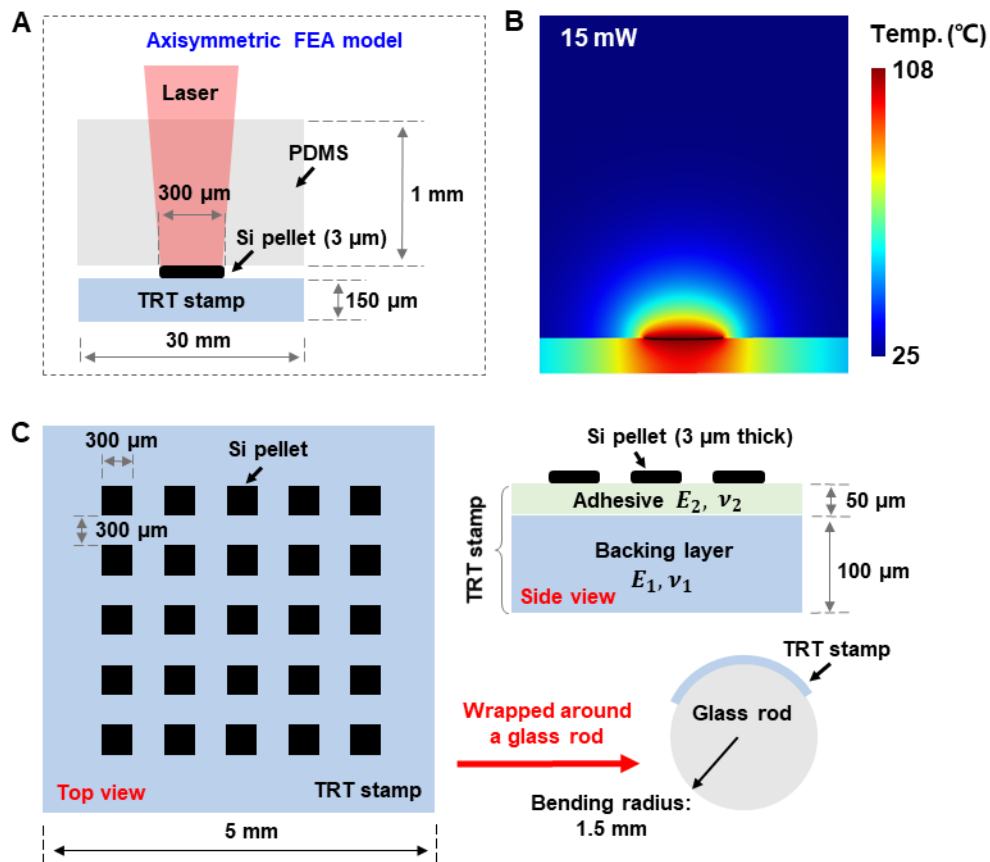 A
Axisymmetric FEA model
Laser
PDMS
300 µm
1 mm
Si pellet (3 µm)
TRT stamp
150 µm
30 mm
B
15 mW
Temp. (℃)
108
25
C
300 µm
Si pellet
300 µm
Top view
TRT stamp
5 mm
Si pellet (3 µm thick)
Adhesive E₂, ν₂
50 µm
TRT stamp
Backing layer
E₁, ν₁
100 µm
Side view
Wrapped around
a glass rod
TRT stamp
Glass rod
Bending radius:
1.5 mm